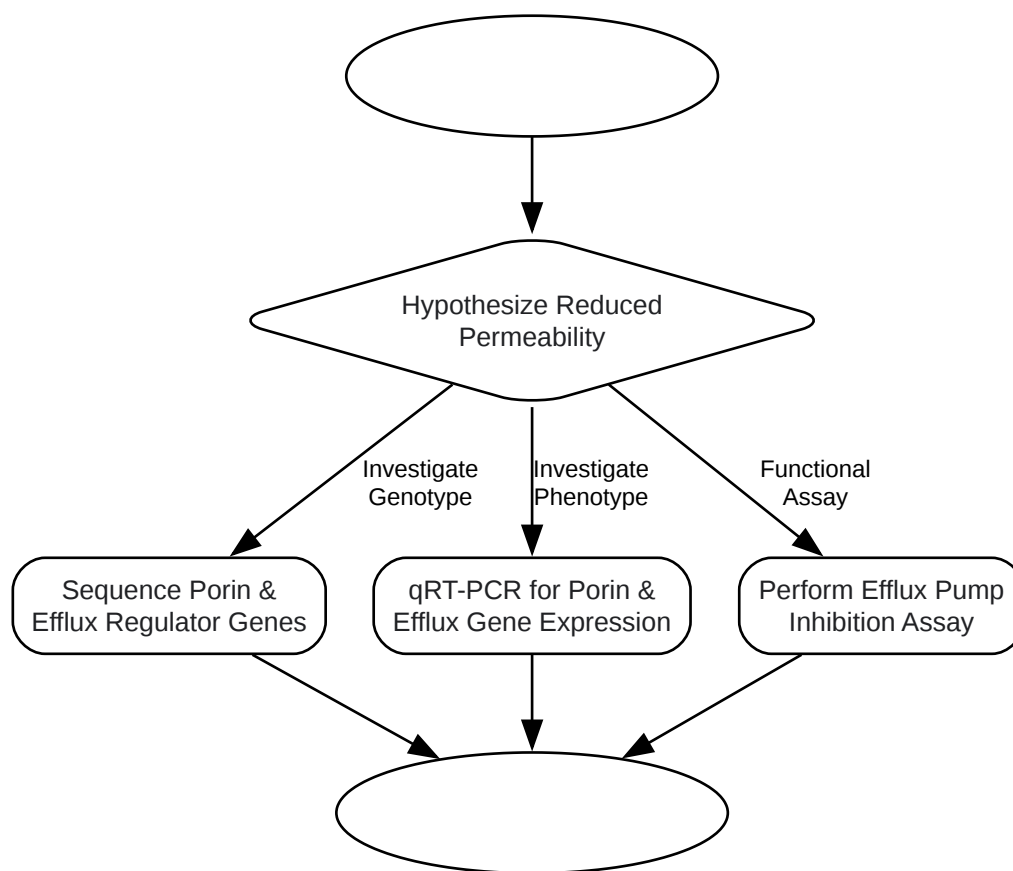 Hypothesize Reduced
Permeability
Investigate
Genotype
Investigate
Phenotype
Functional
Assay
Sequence Porin &
Efflux Regulator Genes
qRT-PCR for Porin &
Efflux Gene Expression
Perform Efflux Pump
Inhibition Assay